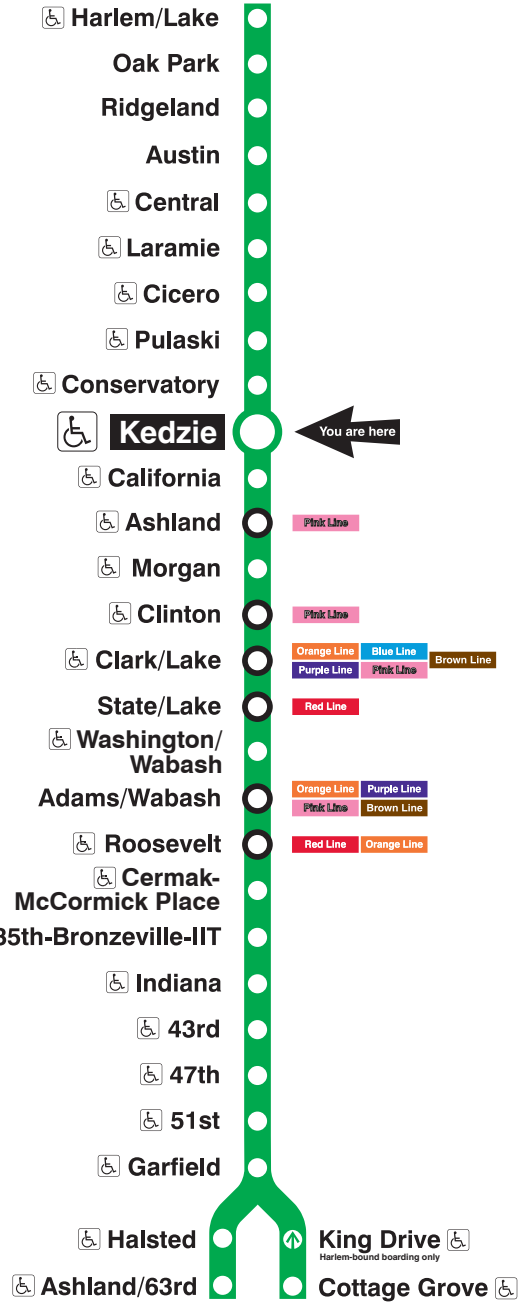 Harlem/Lake
Oak Park
Ridgeland
Austin
Central
Laramie
Cicero
Pulaski
Conservatory
Kedzie
You are here
California
Ashland
Pink Line
Morgan
Clinton
Pink Line
Clark/Lake
Orange Line
Blue Line
Brown Line
Purple Line
Pink Line
State/Lake
Red Line
Washington/
Wabash
Adams/Wabash
Orange Line
Purple Line
Pink Line
Brown Line
Roosevelt
Red Line
Orange Line
Cermak-
McCormick Place
35th-Bronzeville-IIT
Indiana
43rd
47th
51st
Garfield
Halsted
King Drive
Harlem-bound boarding only
Ashland/63rd
Cottage Grove